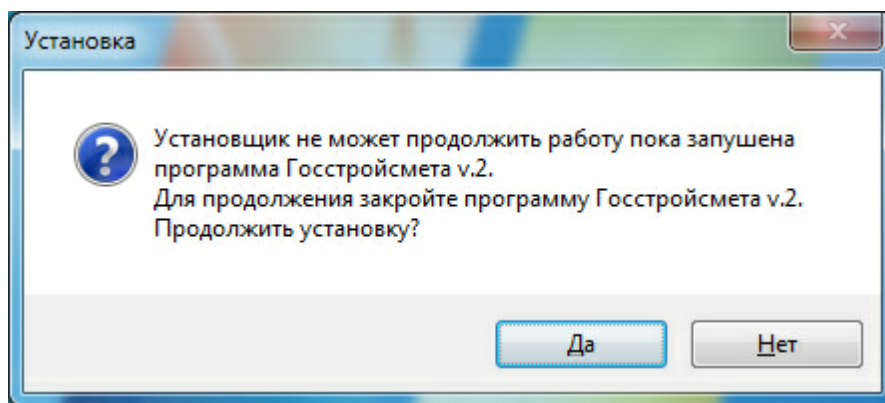 Установка
Установщик не может продолжить работу пока запушена
программа Госстройсмета v.2.
Для продолжения закройте программу Госстройсмета v.2.
Продолжить установку?
Да
Нет